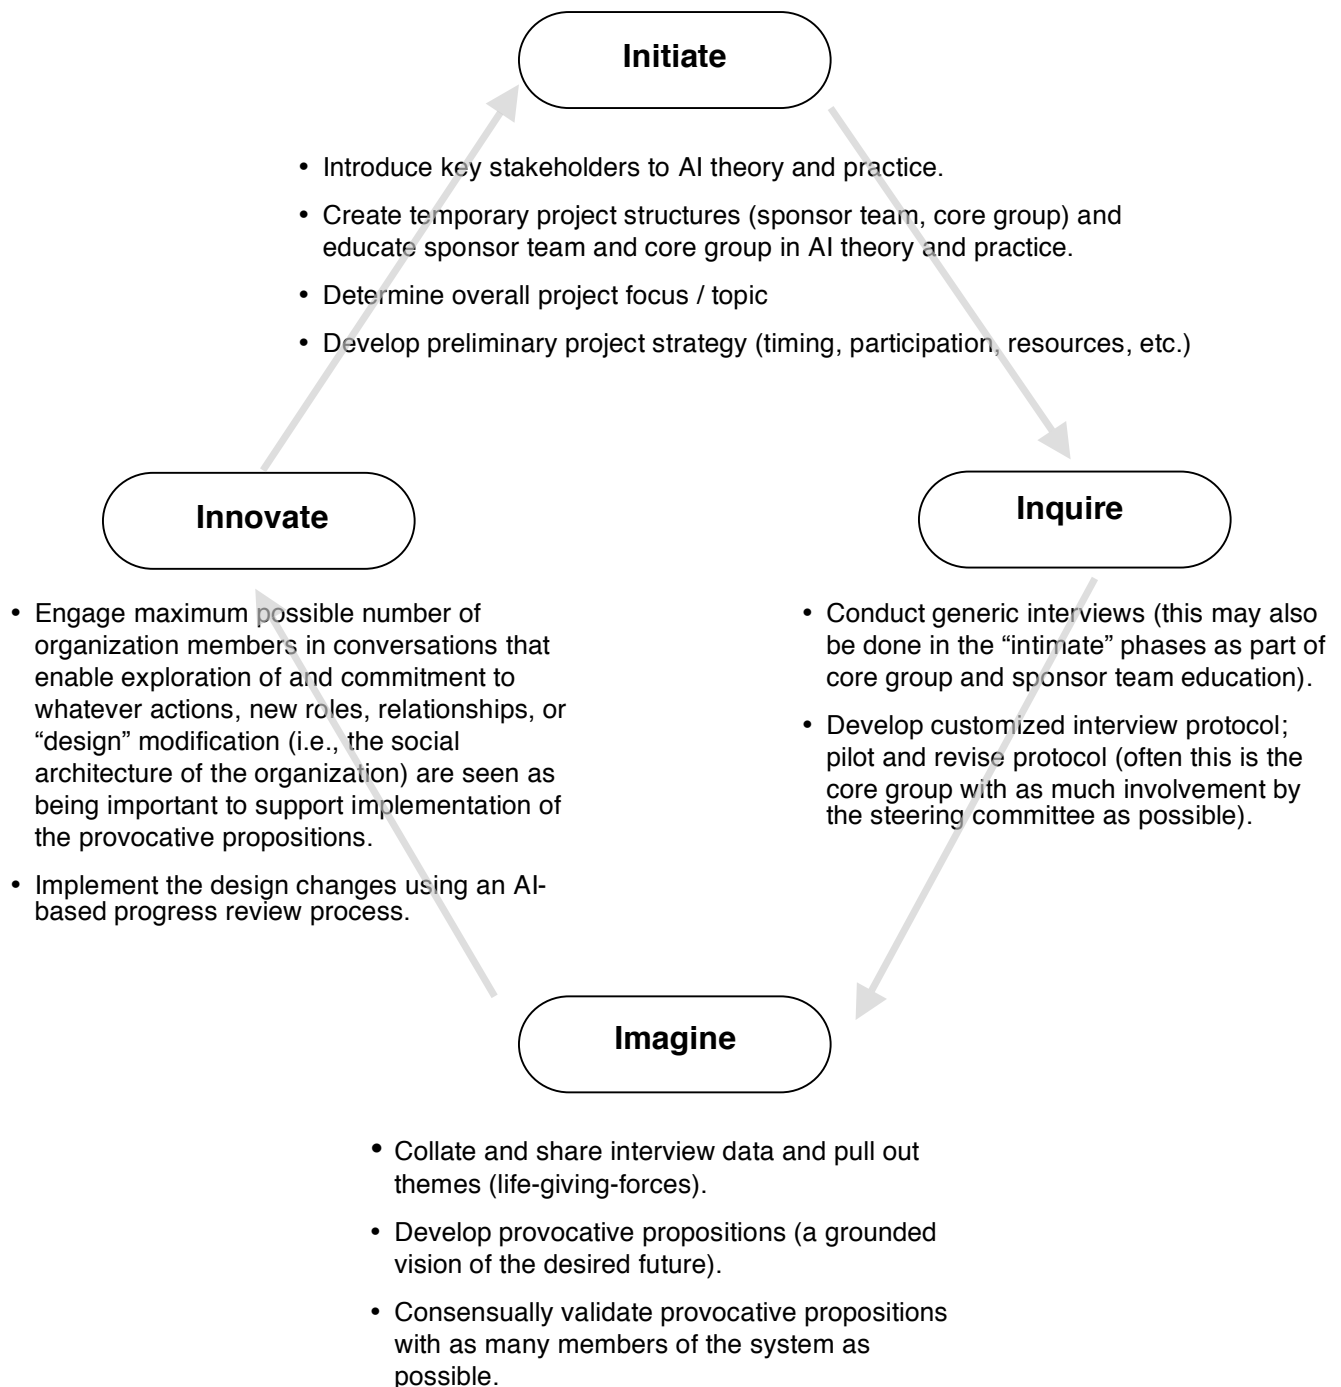 Initiate
• Introduce key stakeholders to AI theory and practice.
• Create temporary project structures (sponsor team, core group) and
educate sponsor team and core group in AI theory and practice.
• Determine overall project focus / topic
• Develop preliminary project strategy (timing, participation, resources, etc.)
Innovate
• Engage maximum possible number of
organization members in conversations that
enable exploration of and commitment to
whatever actions, new roles, relationships, or
“design” modification (i.e., the social
architecture of the organization) are seen as
being important to support implementation of
the provocative propositions.
• Implement the design changes using an AI-
based progress review process.
Inquire
• Conduct generic interviews (this may also
be done in the “intimate” phases as part of
core group and sponsor team education).
• Develop customized interview protocol;
pilot and revise protocol (often this is the
core group with as much involvement by
the steering committee as possible).
Imagine
• Collate and share interview data and pull out
themes (life-giving-forces).
• Develop provocative propositions (a grounded
vision of the desired future).
• Consensually validate provocative propositions
with as many members of the system as
possible.